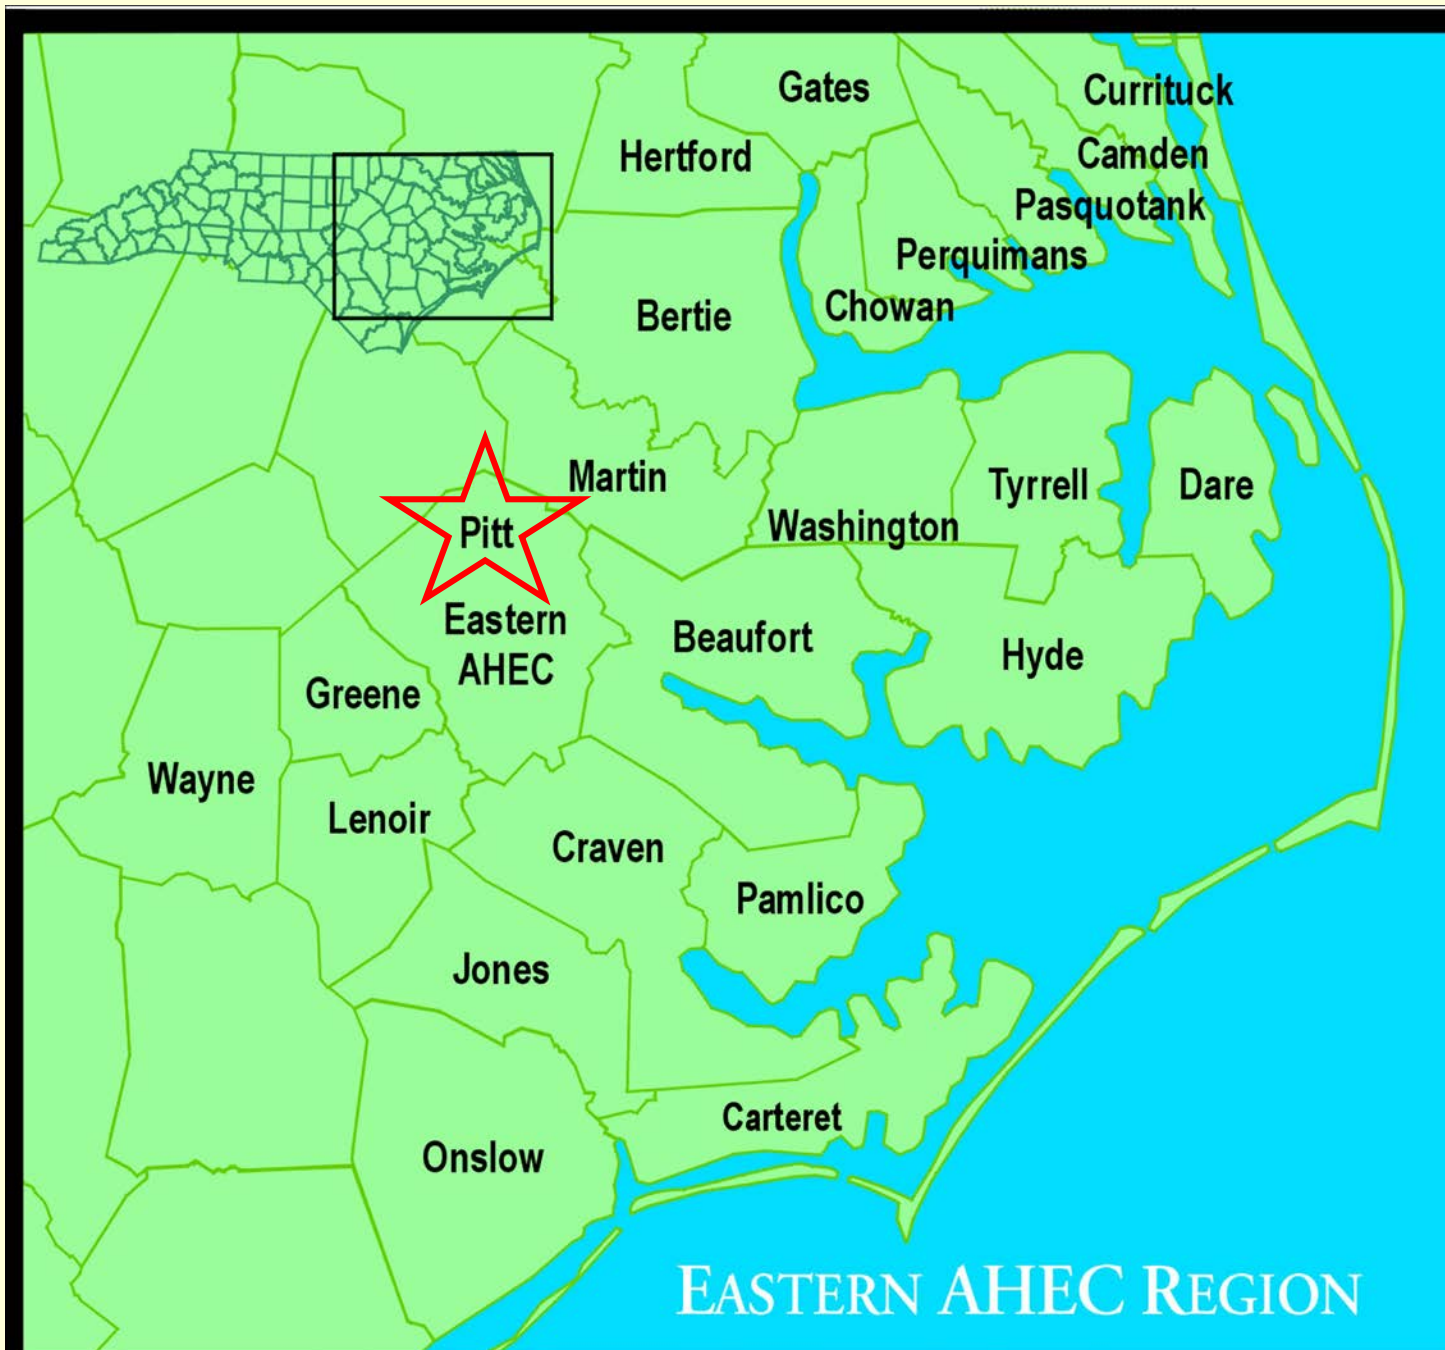 Gates
Currituck
Hertford
Camden
Pasquotank
Perquimans
Chowan
Bertie
Martin
Tyrrell
Dare
Washington
Pitt
Eastern
AHEC
Beaufort
Hyde
Greene
Wayne
Lenoir
Craven
Pamlico
Jones
Carteret
Onslow
EASTERN AHEC REGION